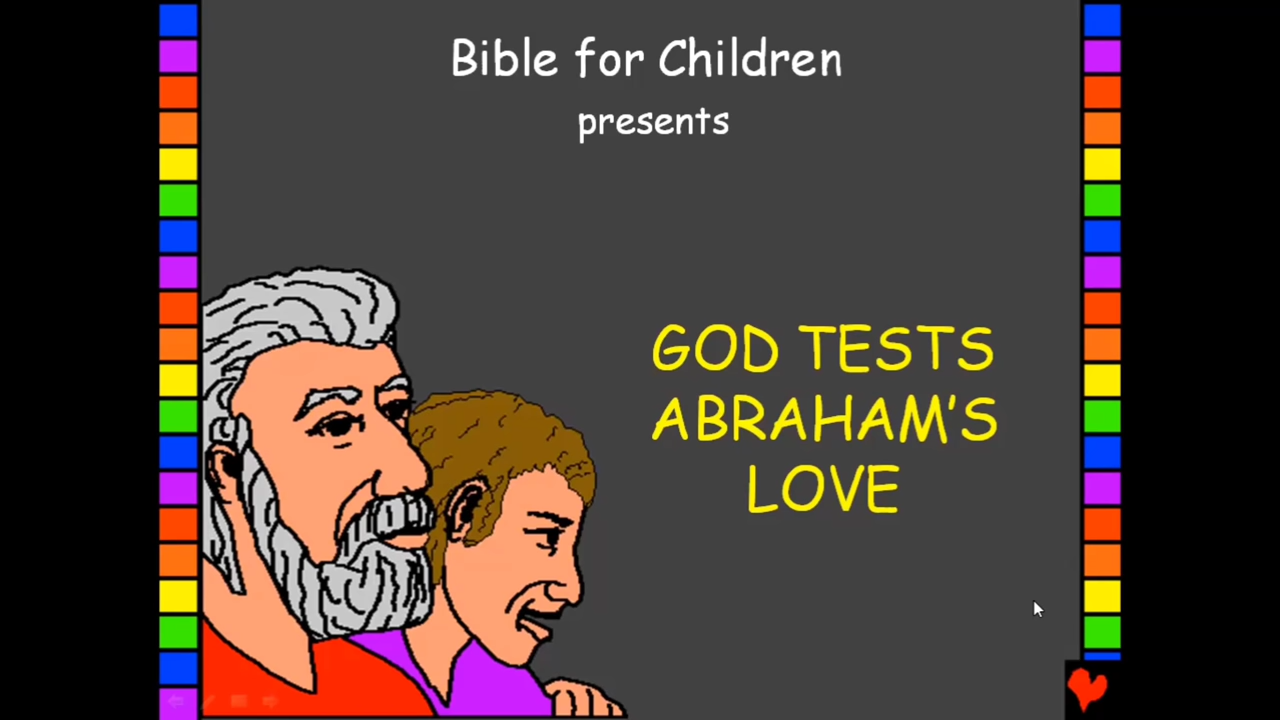 Bible for Children
presents
GOD TESTS
ABRAHAM'S
LOVE